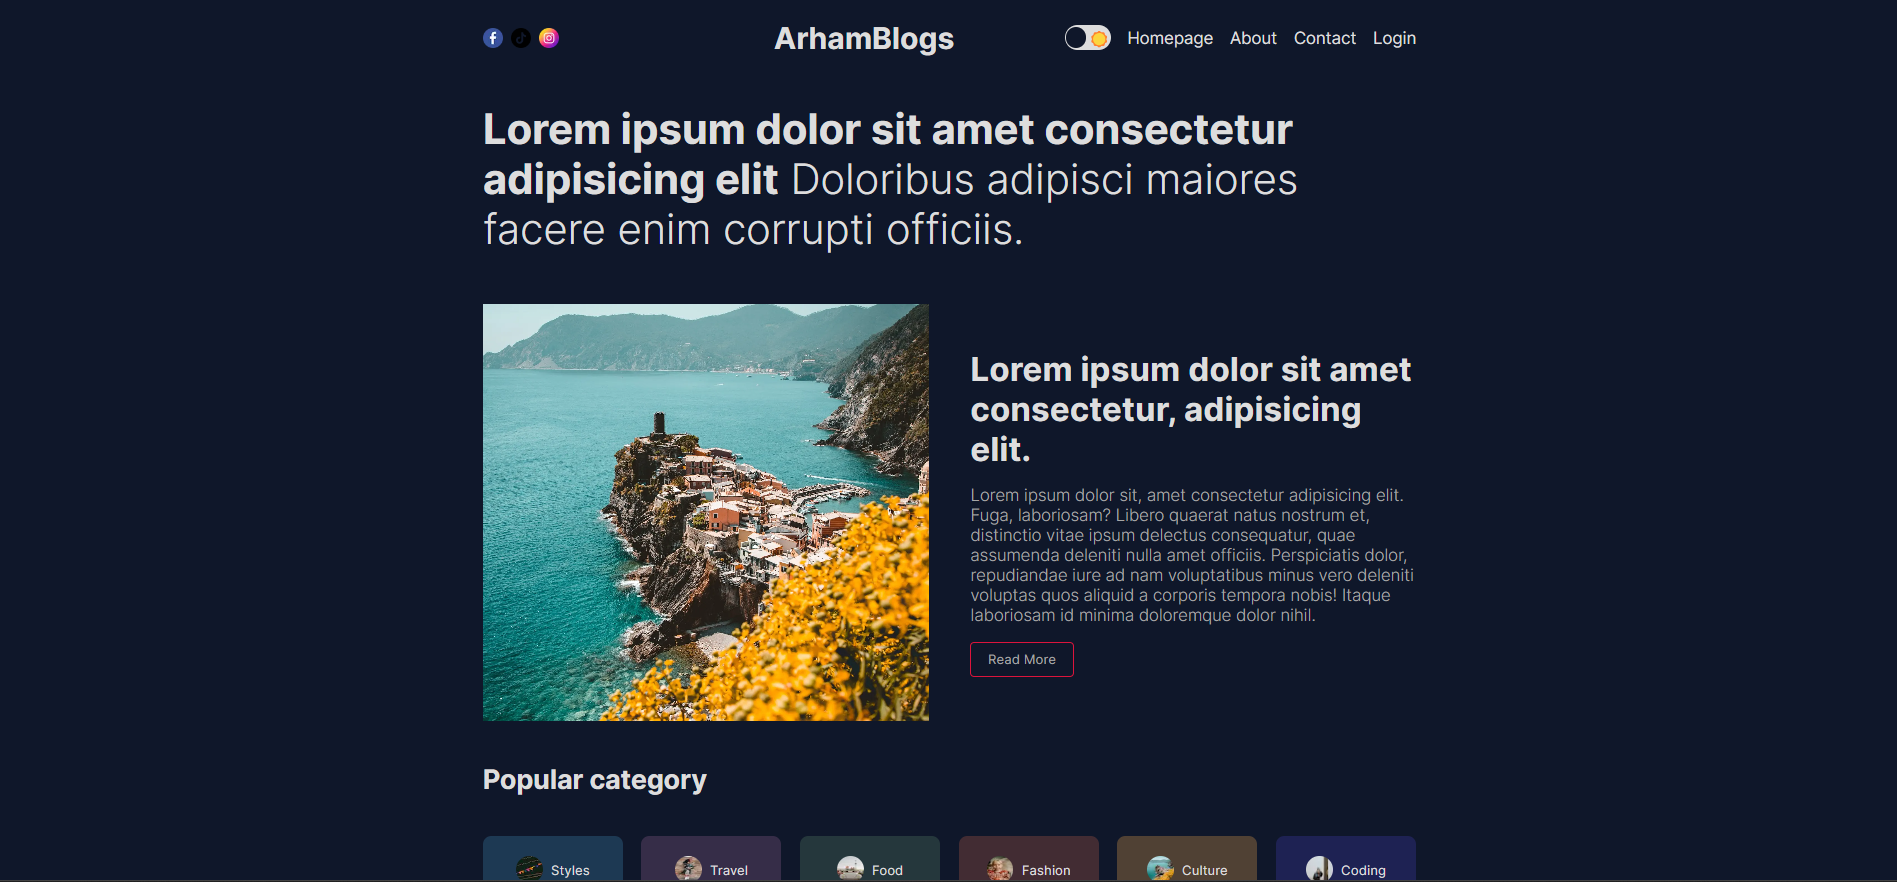 ArhamBlogs
Homepage About Contact Login
Lorem ipsum dolor sit amet consectetur
adipisicing elit Doloribus adipisci maiores
facere enim corrupti officiis.
Lorem ipsum dolor sit amet
consectetur, adipisicing
elit.
Lorem ipsum dolor sit, amet consectetur adipisicing elit.
Fuga, laboriosam? Libero quaerat natus nostrum et,
distinctio vitae ipsum delectus consequatur, quae
assumenda deleniti nulla amet officiis. Perspiciatis dolor,
repudiandae iure ad nam voluptatibus minus vero deleniti
voluptas quos aliquid a corporis tempora nobis! Itaque
laboriosam id minima doloremque dolor nihil.
Read More
Popular category
Styles
Travel
Food
Fashion
Culture
Coding